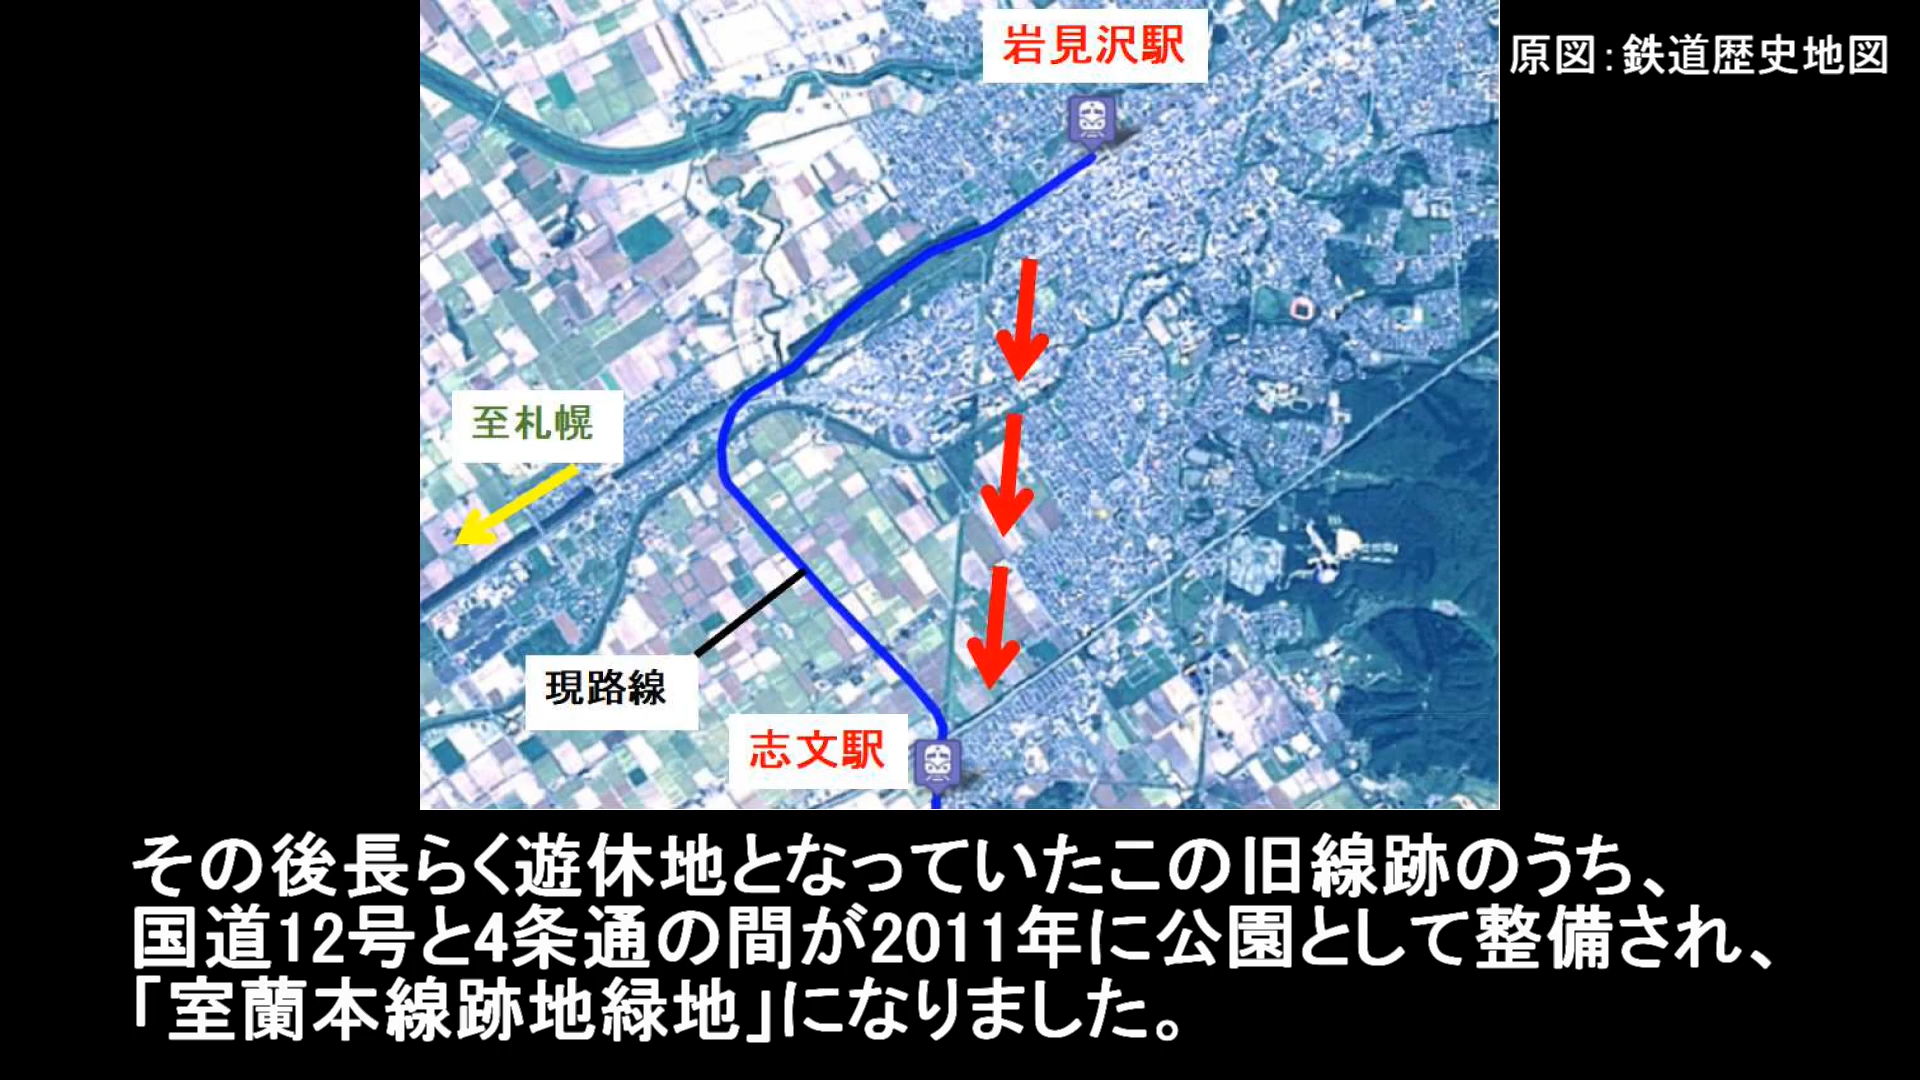 岩見沢駅
原図：鉄道歴史地図
至札幌
現路線
志文駅
その後長らく遊休地となっていたこの旧線跡のうち、
国道12号と4条通の間が2011年に公園として整備され、
「室蘭本線跡地緑地」になりました。